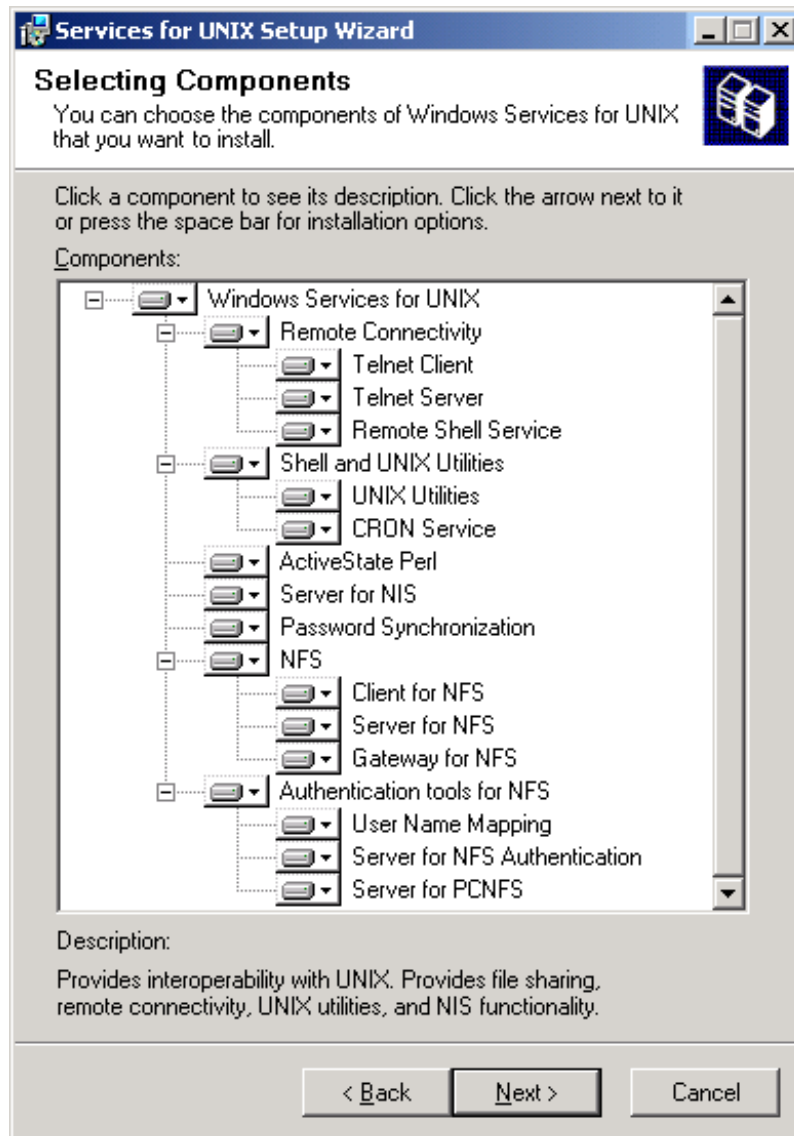 Services for UNIX Setup Wizard
Selecting Components
You can choose the components of Windows Services for UNIX
that you want to install.
Click a component to see its description. Click the arrow next to it
or press the space bar for installation options.
Components:
Windows Services for UNIX
Remote Connectivity
Telnet Client
Telnet Server
Remote Shell Service
Shell and UNIX Utilities
UNIX Utilities
CRON Service
ActiveState Perl
Server for NIS
Password Synchronization
NFS
Client for NFS
Server for NFS
Gateway for NFS
Authentication tools for NFS
User Name Mapping
Server for NFS Authentication
Server for PCNFS
Description:
Provides interoperability with UNIX. Provides file sharing,
remote connectivity, UNIX utilities, and NIS functionality.
< Back Next > Cancel